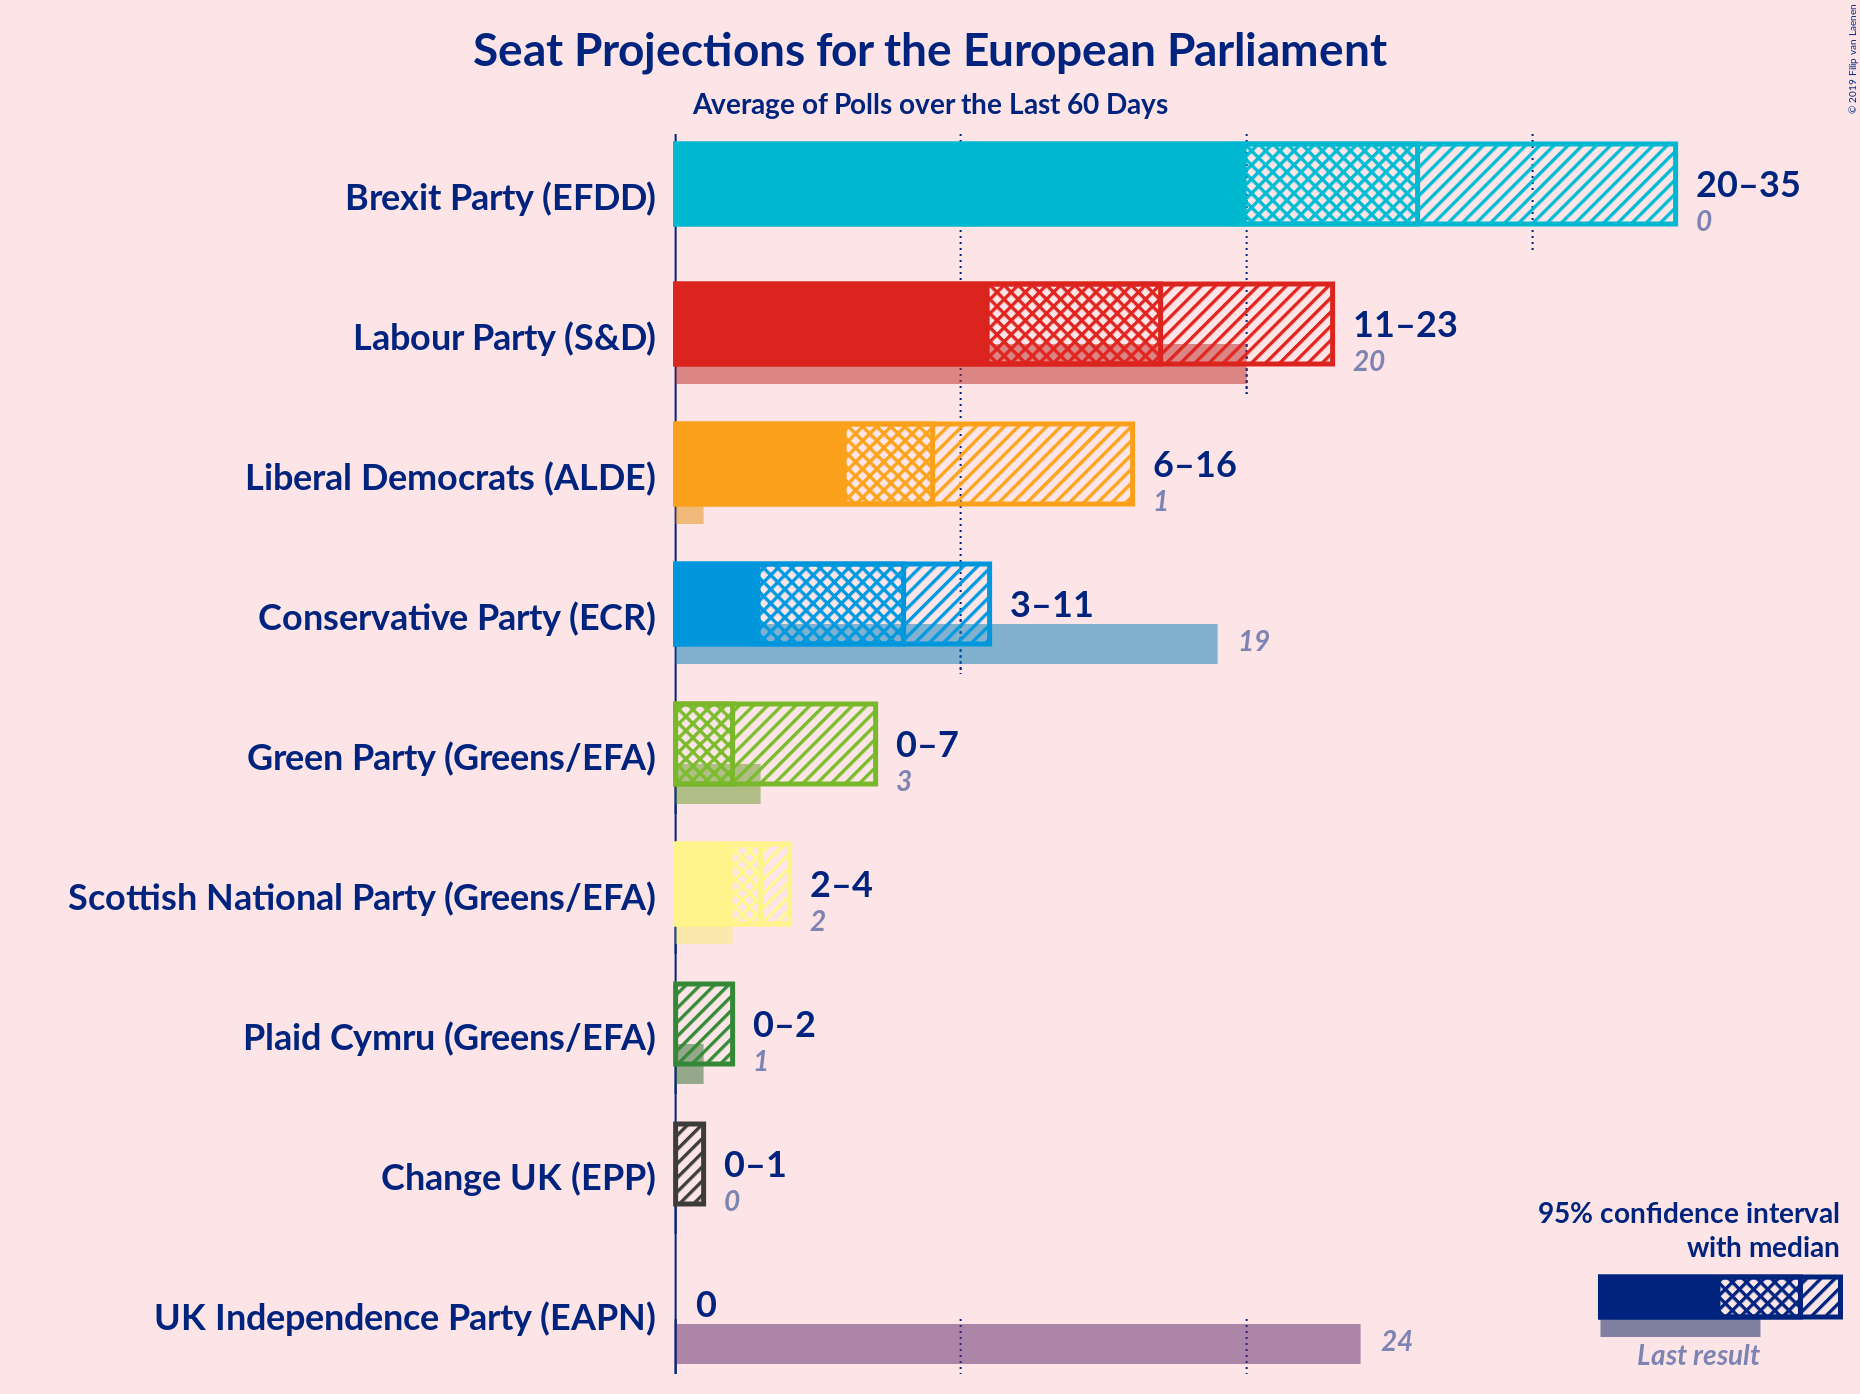 Seat Projections for the European Parliament
Average of Polls over the Last 60 Days
© 2019 Filip van Laenen
Brexit Party (EFDD)
20–35
0
Labour Party (S&D)
11–23
20
Liberal Democrats (ALDE)
6–16
1
Conservative Party (ECR)
3–11
19
Green Party (Greens/EFA)
0–7
3
Scottish National Party (Greens/EFA)
2–4
2
Plaid Cymru (Greens/EFA)
0–2
1
Change UK (EPP)
0–1
0
UK Independence Party (EAPN)
0
24
95% confidence interval
with median
Last result